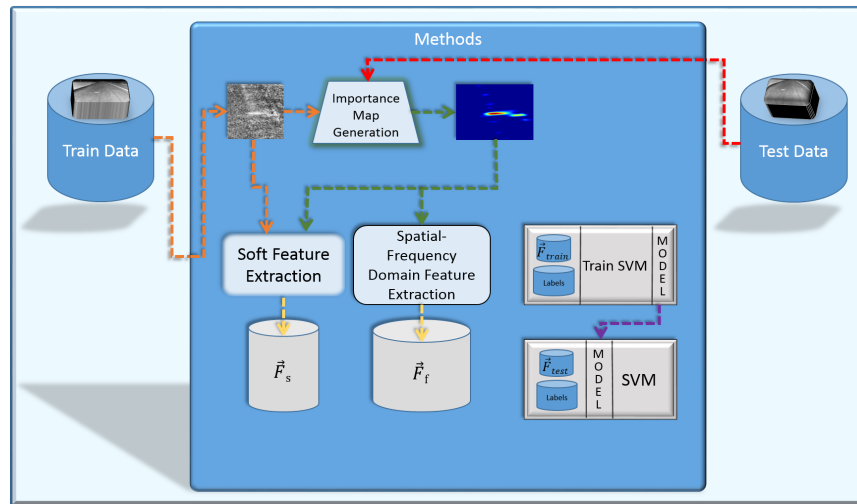 Methods
Train Data
Importance
Map
Generation
Test Data
Soft Feature
Extraction
Spatial-
Frequency
Domain Feature
Extraction
F⃗train
Labels
Train SVM
MODEL
F⃗s
F⃗f
F⃗test
Labels
MODEL
SVM